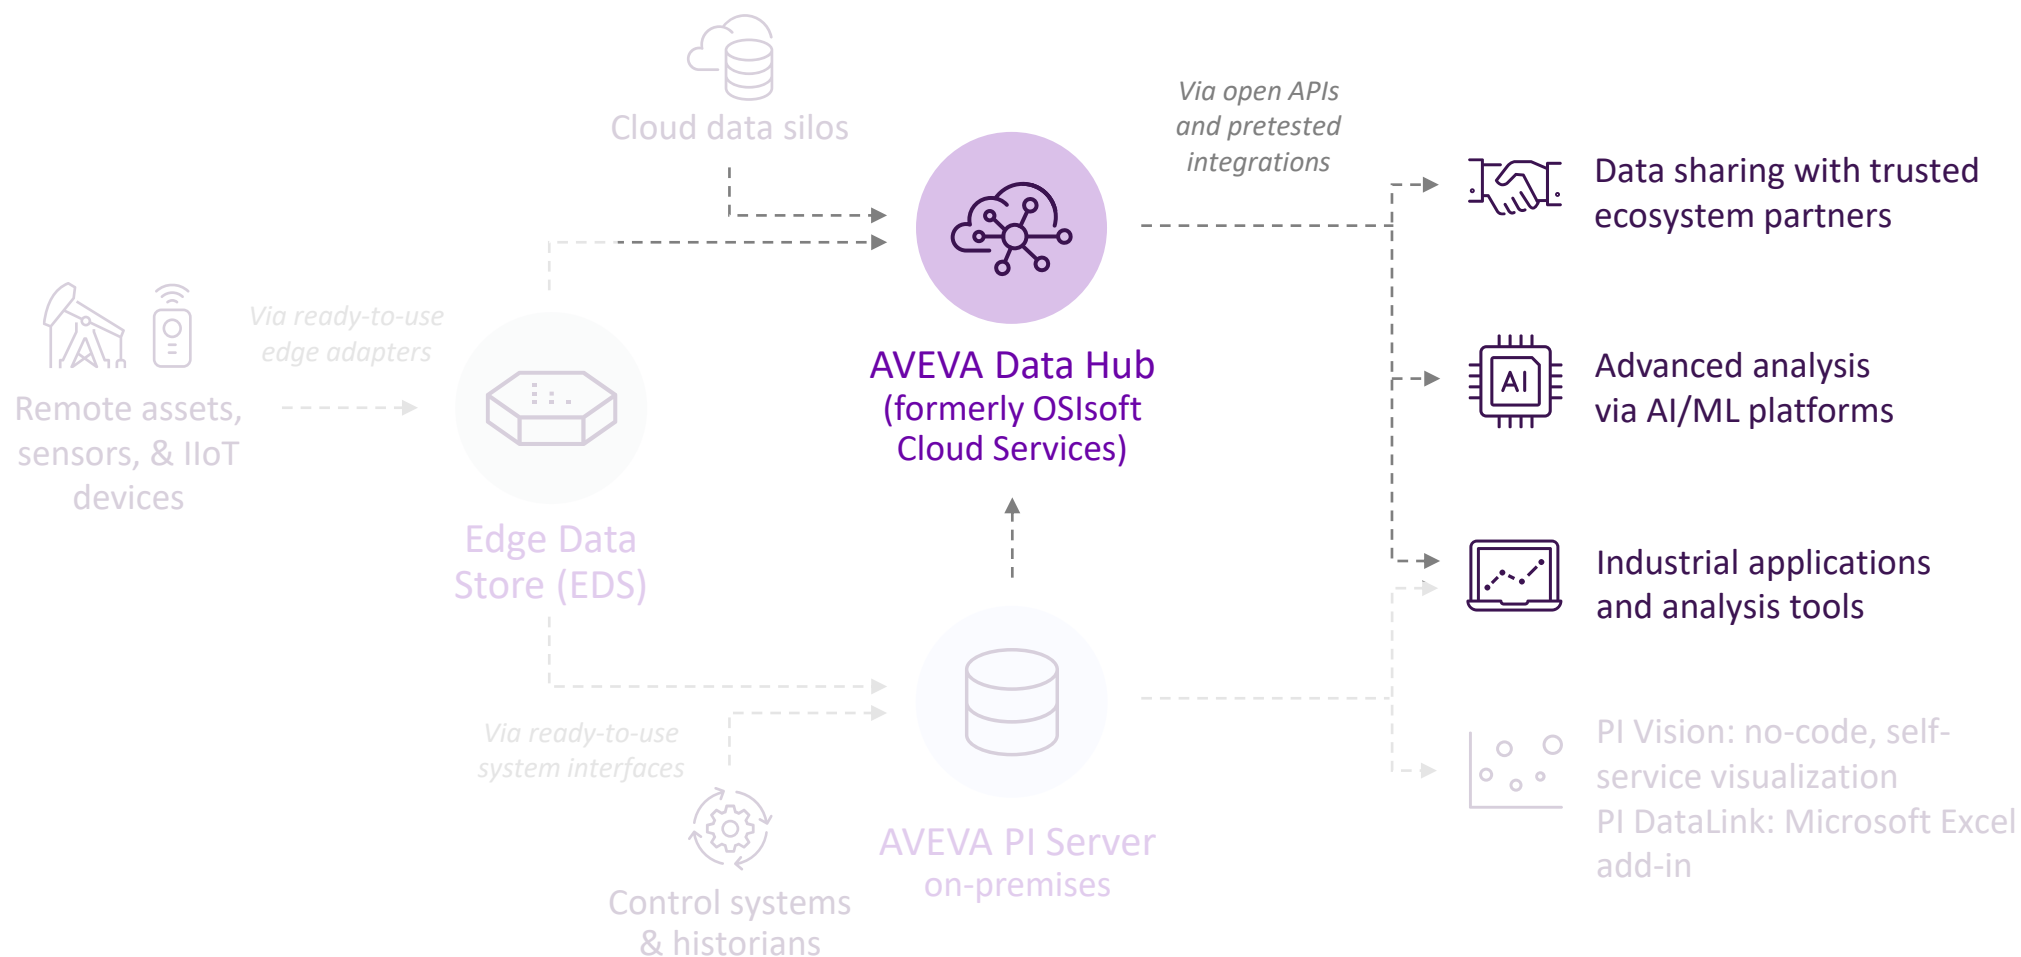 Cloud data silos
Via open APIs
and pretested
integrations
Data sharing with trusted
ecosystem partners
Via ready-to-use
edge adapters
Remote assets,
sensors, & IIoT
devices
AVEVA Data Hub
(formerly OSIsoft
Cloud Services)
AI
Advanced analysis
via AI/ML platforms
Edge Data
Store (EDS)
Industrial applications
and analysis tools
Via ready-to-use
system interfaces
PI Vision: no-code, self-
service visualization
PI DataLink: Microsoft Excel
add-in
AVEVA PI Server
on-premises
Control systems
& historians